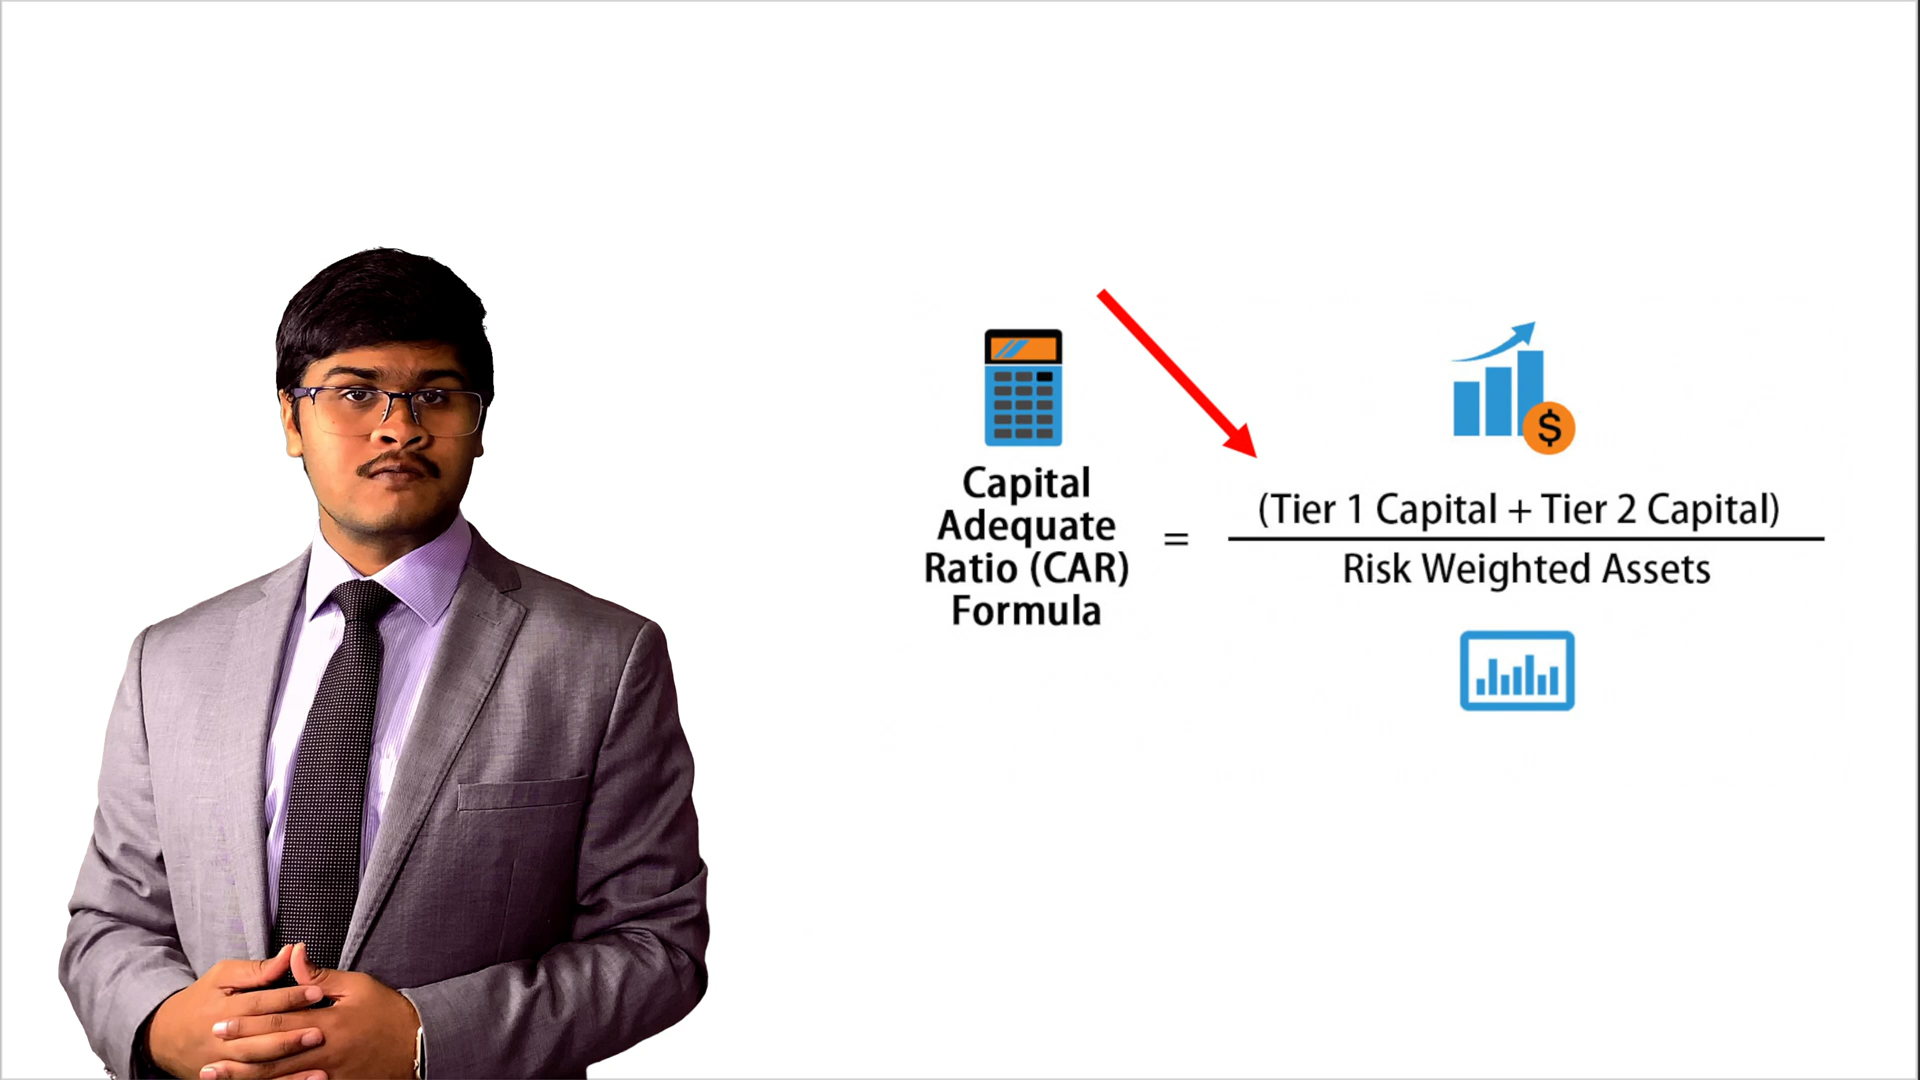 Capital
Adequate
Ratio (CAR)
Formula
=
(Tier 1 Capital + Tier 2 Capital)
Risk Weighted Assets
$